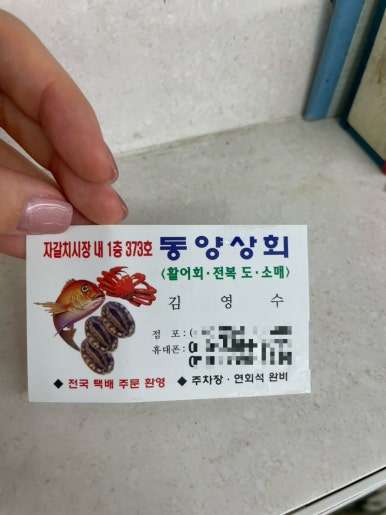 자갈치시장 내 1층 373호 동양상회
<활어회·전복 도·소매>
김 영 수
점 포 : (
휴대폰 : (
(
◆ 전국 택배 주문 환영 ◆ 주차장·연회석 완비